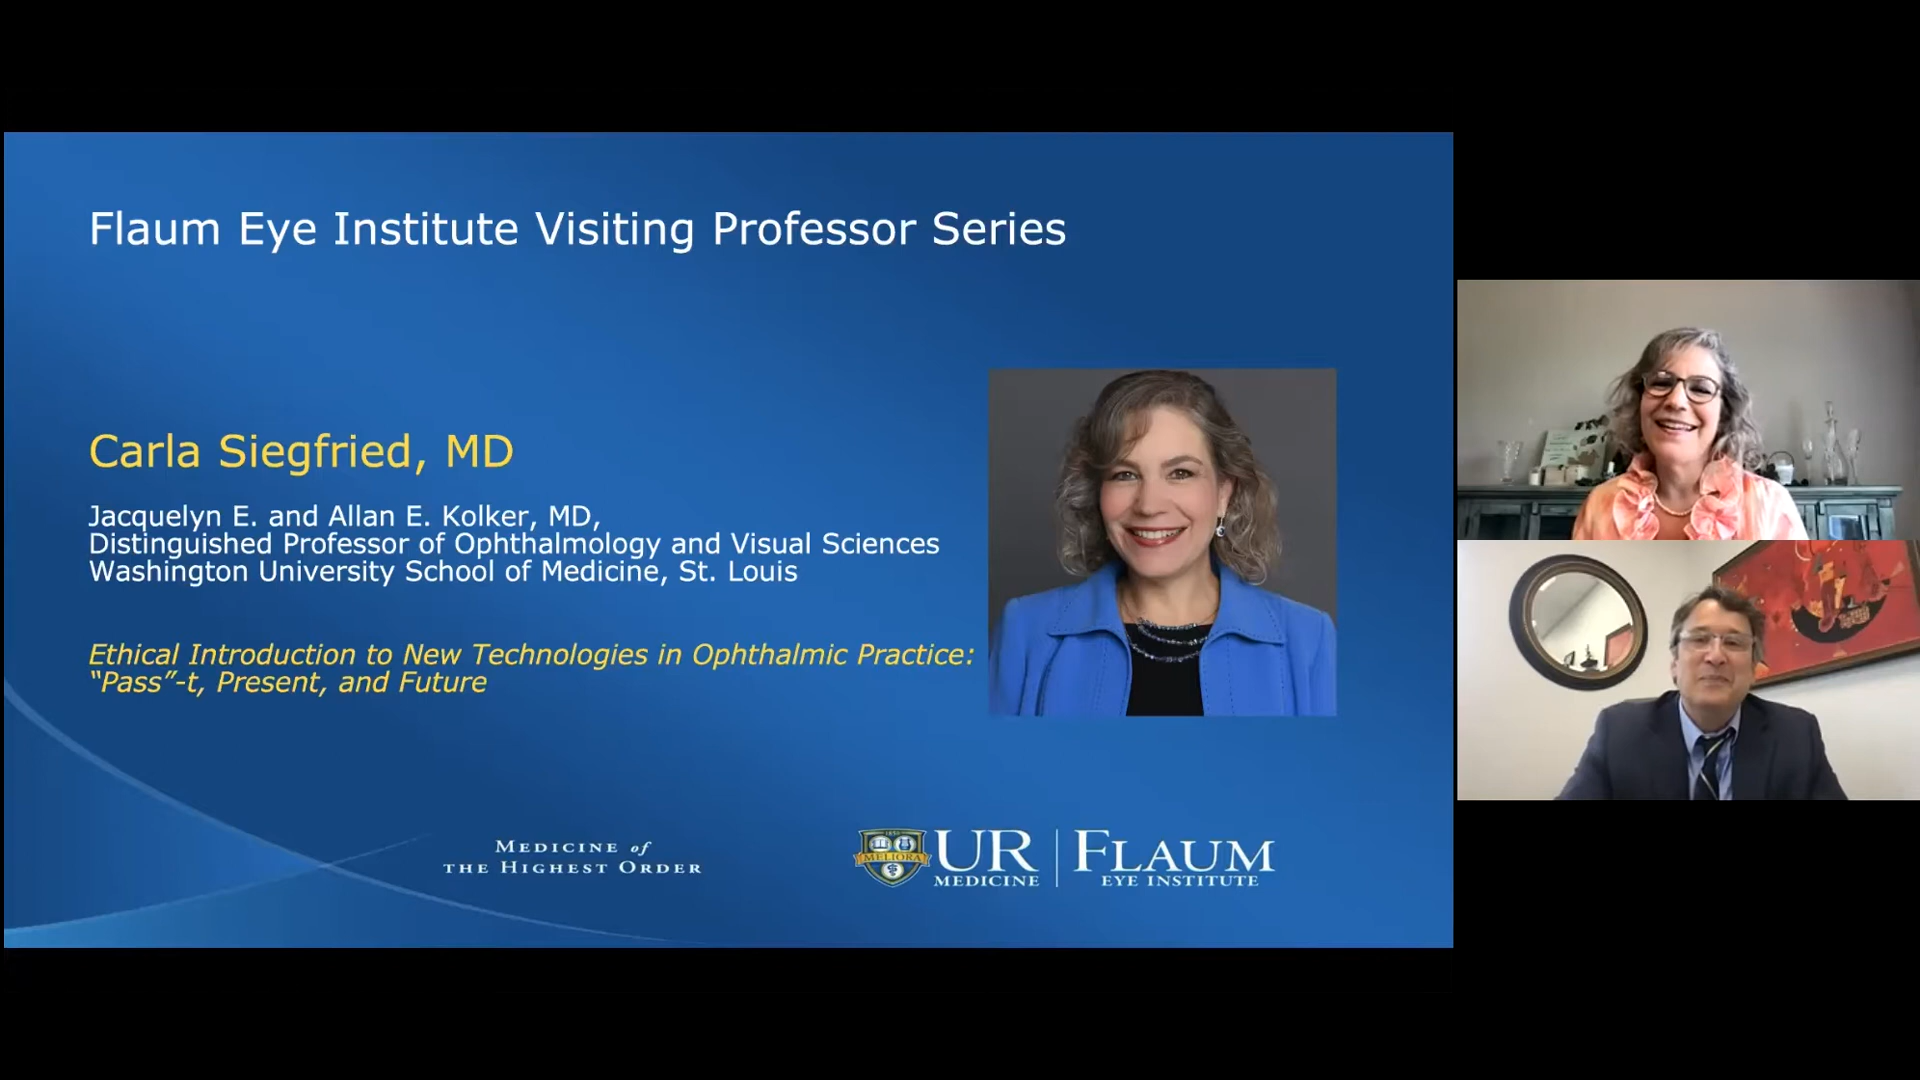 Flaum Eye Institute Visiting Professor Series
Carla Siegfried, MD
Jacquelyn E. and Allan E. Kolker, MD,
Distinguished Professor of Ophthalmology and Visual Sciences
Washington University School of Medicine, St. Louis
Ethical Introduction to New Technologies in Ophthalmic Practice:
“Pass”-t, Present, and Future
MEDICINE of
THE HIGHEST ORDER
1850
MELIORA
UR
MEDICINE
FLAUM
EYE INSTITUTE